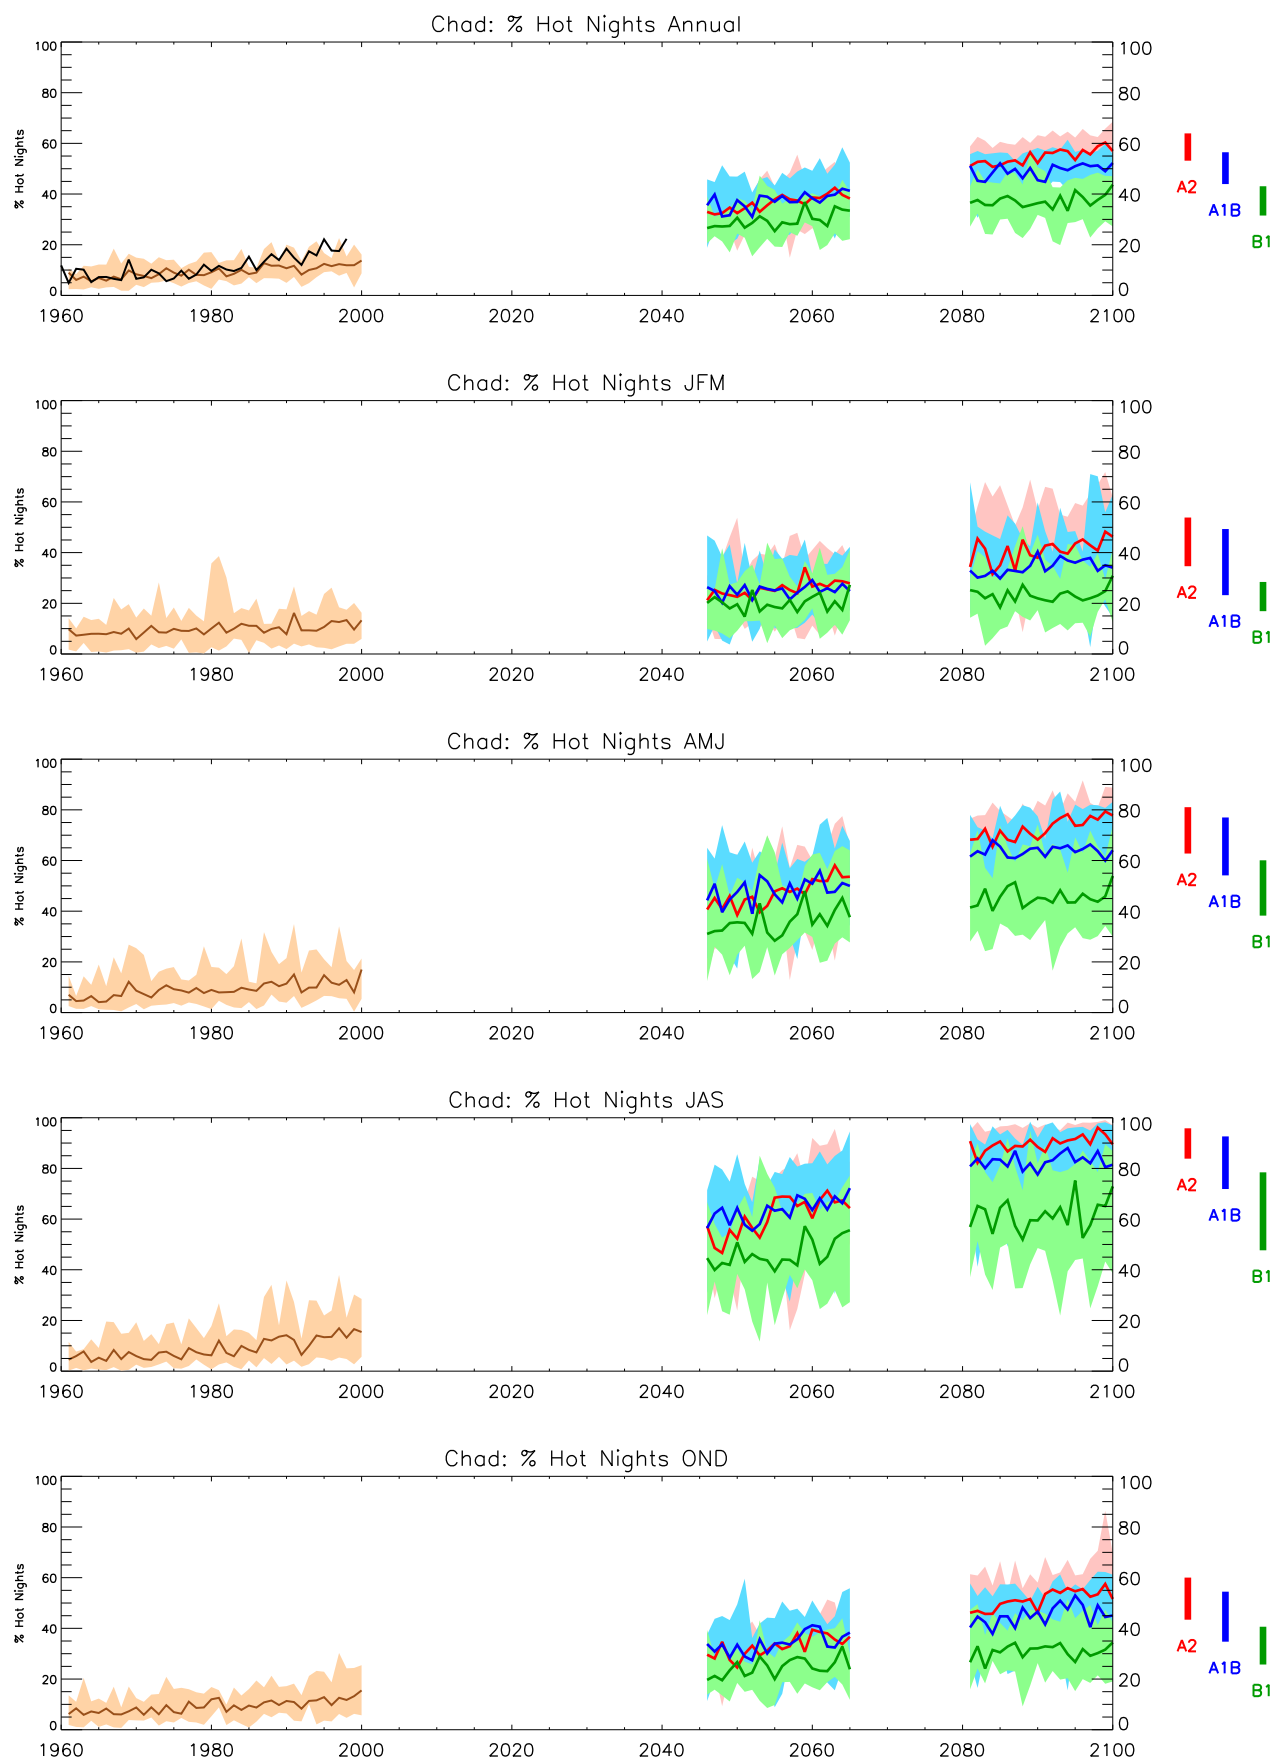 Chad: % Hot Nights Annual
100 100
80 80
60 60
40 40
20 20
0 0
% Hot Nights
1960 1980 2000 2020 2040 2060 2080 2100
A2
A1B
B1
Chad: % Hot Nights JFM
100 100
80 80
60 60
40 40
20 20
0 0
% Hot Nights
1960 1980 2000 2020 2040 2060 2080 2100
A2
A1B
B1
Chad: % Hot Nights AMJ
100 100
80 80
60 60
40 40
20 20
0 0
% Hot Nights
1960 1980 2000 2020 2040 2060 2080 2100
A2
A1B
B1
Chad: % Hot Nights JAS
100 100
80 80
60 60
40 40
20 20
0 0
% Hot Nights
1960 1980 2000 2020 2040 2060 2080 2100
A2
A1B
B1
Chad: % Hot Nights OND
100 100
80 80
60 60
40 40
20 20
0 0
% Hot Nights
1960 1980 2000 2020 2040 2060 2080 2100
A2
A1B
B1